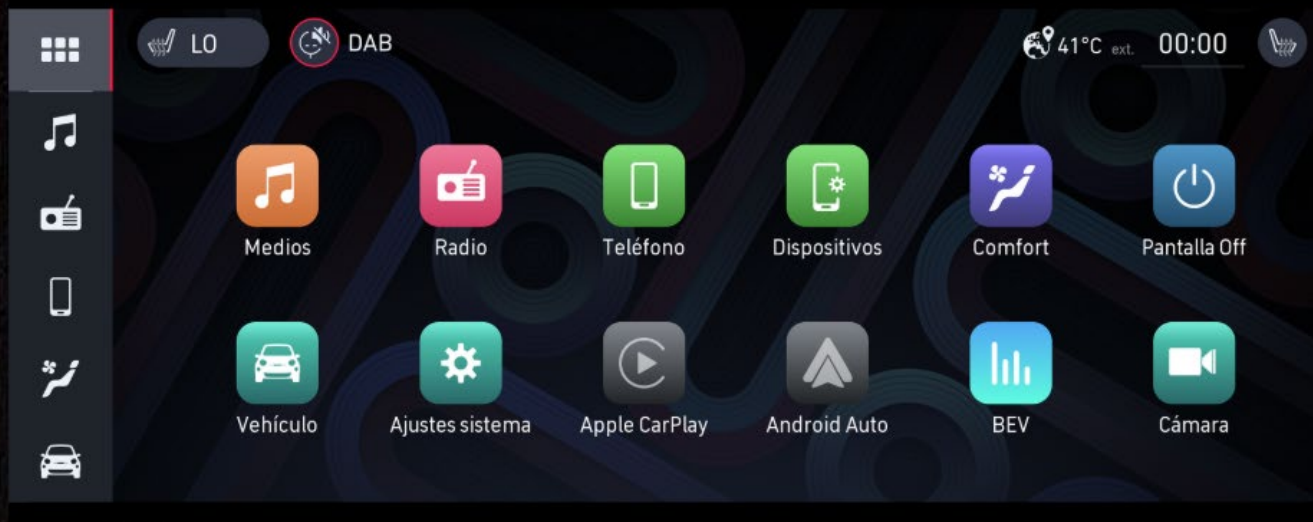 LO
DAB
41°C ext.
00:00
Medios
Radio
Teléfono
Dispositivos
Comfort
Pantalla Off
Vehículo
Ajustes sistema
Apple CarPlay
Android Auto
BEV
Cámara